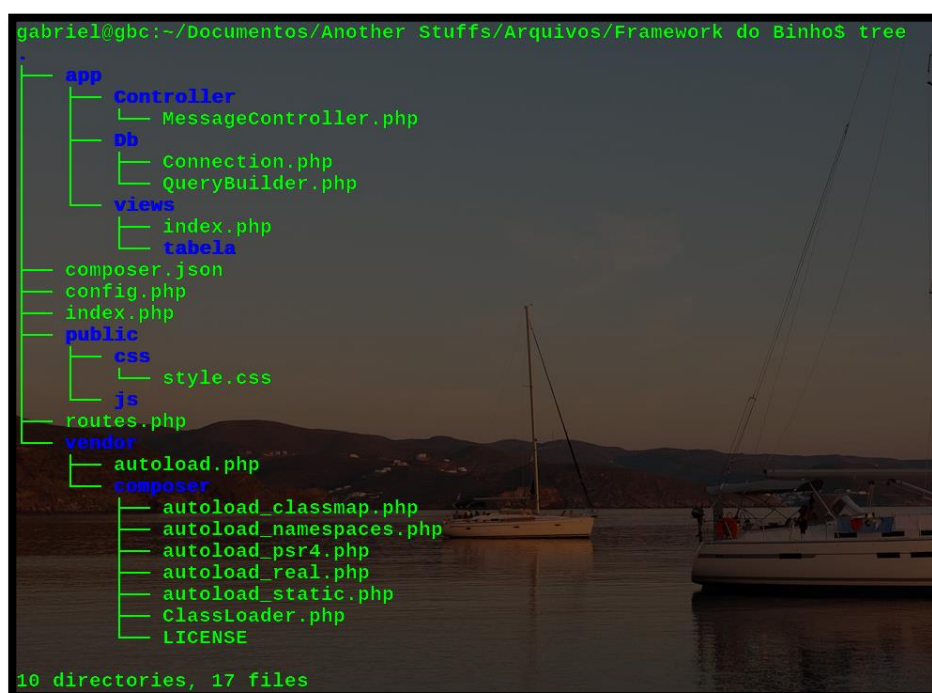 gabriel@gbc:~/Documentos/Another Stuffs/Arquivos/Framework do Binho$ tree
.
├── app
│   ├── Controller
│   │   └── MessageController.php
│   ├── Db
│   │   ├── Connection.php
│   │   └── QueryBuilder.php
│   └── views
│       ├── index.php
│       └── tabela
├── composer.json
├── config.php
├── index.php
├── public
│   ├── css
│   │   └── style.css
│   └── js
├── routes.php
└── vendor
    ├── autoload.php
    └── composer
        ├── autoload_classmap.php
        ├── autoload_namespaces.php
        ├── autoload_psr4.php
        ├── autoload_real.php
        ├── autoload_static.php
        ├── ClassLoader.php
        └── LICENSE
10 directories, 17 files